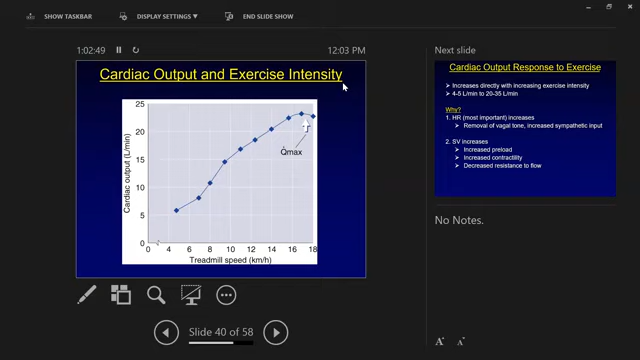 SHOW TASKBAR
DISPLAY SETTINGS ▼
END SLIDE SHOW
1:02:49
12:03 PM
Cardiac Output and Exercise Intensity
25
20
15
10
5
0
Cardiac output (L/min)
Q̇max
0 4 6 8 10 12 14 16 18
Treadmill speed (km/h)
Slide 40 of 58
Next slide
Cardiac Output Response to Exercise
➢ Increases directly with increasing exercise intensity
➢ 4-5 L/min to 20-35 L/min
Why?
1. HR (most important) increases
➢ Removal of vagal tone, increased sympathetic input
2. SV increases
➢ Increased preload
➢ Increased contractility
➢ Decreased resistance to flow
No Notes.
A A